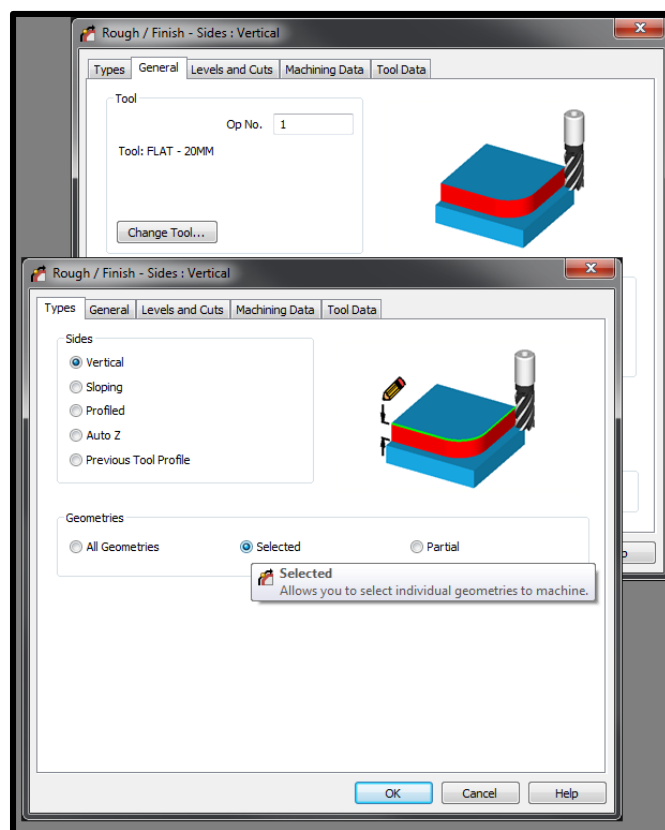 Rough / Finish - Sides : Vertical
Types General Levels and Cuts Machining Data Tool Data
Tool
Op No. 1
Tool: FLAT - 20MM
Change Tool...
Rough / Finish - Sides : Vertical
Types General Levels and Cuts Machining Data Tool Data
Sides
Vertical
Sloping
Profiled
Auto Z
Previous Tool Profile
Geometries
All Geometries Selected Partial
Selected
Allows you to select individual geometries to machine.
OK Cancel Help